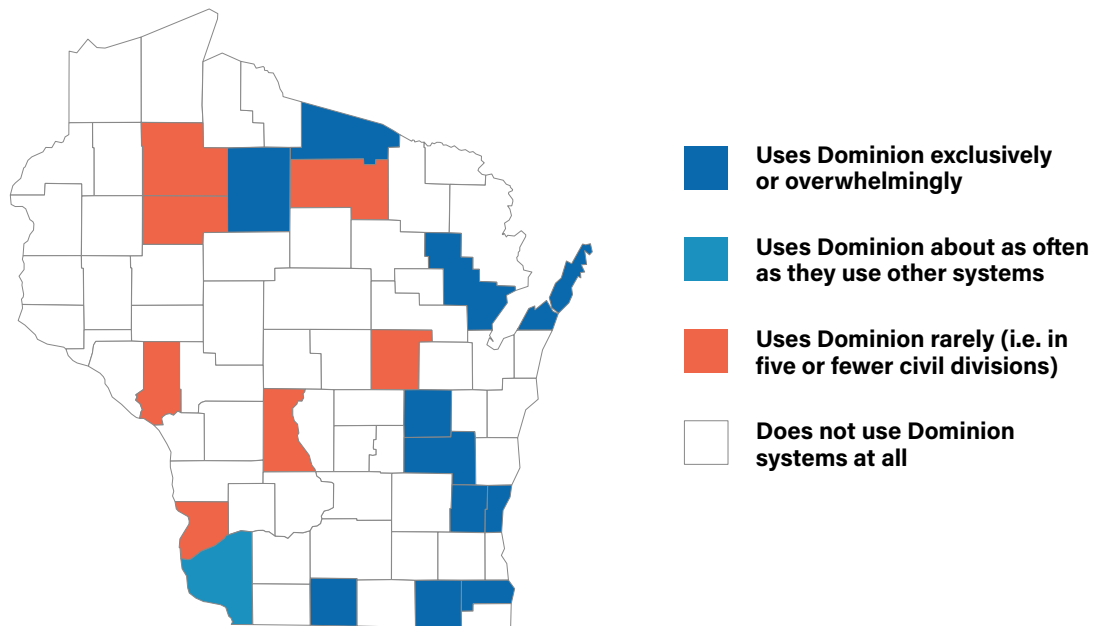 Uses Dominion exclusively
or overwhelmingly
Uses Dominion about as often
as they use other systems
Uses Dominion rarely (i.e. in
five or fewer civil divisions)
Does not use Dominion
systems at all